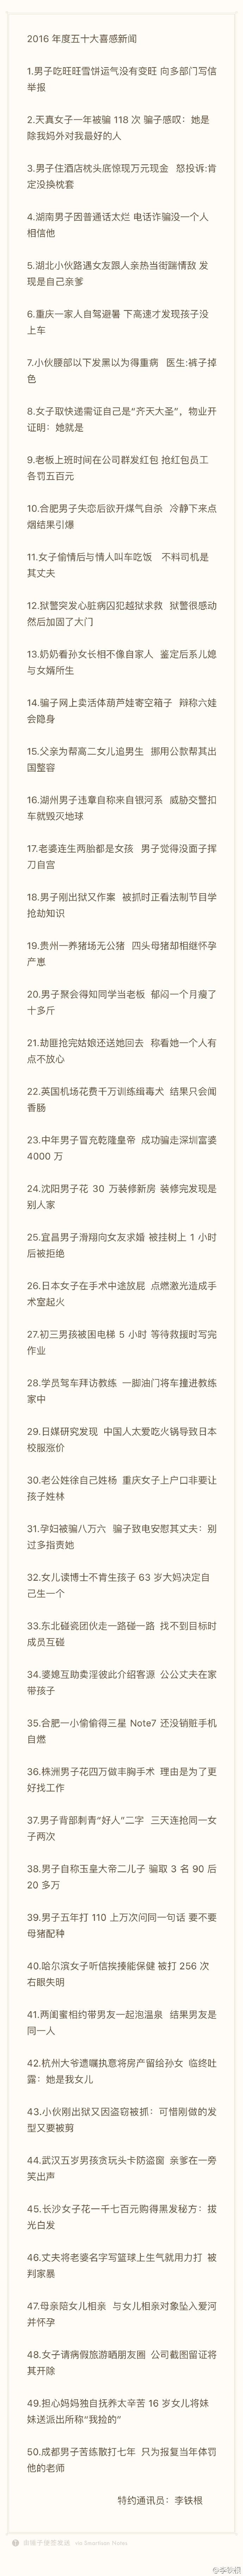 2016 年度五十大喜感新闻
1.男子吃旺旺雪饼运气没有变旺 向多部门写信
举报
2.天真女子一年被骗 118 次 骗子感叹：她是
除我妈外对我最好的人
3.男子住酒店枕头底惊现万元现金 怒投诉:肯
定没换枕套
4.湖南男子因普通话太烂 电话诈骗没一个人
相信他
5.湖北小伙路遇女友跟人亲热当街踹情敌 发
现是自己亲爹
6.重庆一家人自驾避暑 下高速才发现孩子没
上车
7.小伙腰部以下发黑以为得重病 医生:裤子掉
色
8.女子取快递需证自己是“齐天大圣”，物业开
证明：她就是
9.老板上班时间在公司群发红包 抢红包员工
各罚五百元
10.合肥男子失恋后欲开煤气自杀 冷静下来点
烟结果引爆
11.女子偷情后与情人叫车吃饭 不料司机是
其丈夫
12.狱警突发心脏病囚犯越狱求救 狱警很感动
然后加固了大门
13.奶奶看孙女长相不像自家人 鉴定后系儿媳
与女婿所生
14.骗子网上卖活体葫芦娃寄空箱子 辩称六娃
会隐身
15.父亲为帮高二女儿追男生 挪用公款帮其出
国整容
16.湖州男子违章自称来自银河系 威胁交警扣
车就毁灭地球
17.老婆连生两胎都是女孩 男子觉得没面子挥
刀自宫
18.男子刚出狱又作案 被抓时正看法制节目学
抢劫知识
19.贵州一养猪场无公猪 四头母猪却相继怀孕
产崽
20.男子聚会得知同学当老板 郁闷一个月瘦了
十多斤
21.劫匪抢完姑娘还送她回去 称看她一个人有
点不放心
22.英国机场花费千万训练缉毒犬 结果只会闻
香肠
23.中年男子冒充乾隆皇帝 成功骗走深圳富婆
4000 万
24.沈阳男子花 30 万装修新房 装修完发现是
别人家
25.宜昌男子滑翔向女友求婚 被挂树上 1 小时
后被拒绝
26.日本女子在手术中途放屁 点燃激光造成手
术室起火
27.初三男孩被困电梯 5 小时 等待救援时写完
作业
28.学员驾车拜访教练 一脚油门将车撞进教练
家中
29.日媒研究发现 中国人太爱吃火锅导致日本
校服涨价
30.老公姓徐自己姓杨 重庆女子上户口非要让
孩子姓林
31.孕妇被骗八万六 骗子致电安慰其丈夫：别
过多指责她
32.女儿读博士不肯生孩子 63 岁大妈决定自
己生一个
33.东北碰瓷团伙走一路碰一路 找不到目标时
成员互碰
34.婆媳互助卖淫彼此介绍客源 公公丈夫在家
带孩子
35.合肥一小偷偷得三星 Note7 还没销赃手机
自燃
36.株洲男子花四万做丰胸手术 理由是为了更
好找工作
37.男子背部刺青“好人”二字 三天连抢同一女
子两次
38.男子自称玉皇大帝二儿子 骗取 3 名 90 后
20 多万
39.男子五年打 110 上万次问同一句话 要不要
母猪配种
40.哈尔滨女子听信挨揍能保健 被打 256 次
右眼失明
41.两闺蜜相约带男友一起泡温泉 结果男友是
同一人
42.杭州大爷遗嘱执意将房产留给孙女 临终吐
露：她是我女儿
43.小伙刚出狱又因盗窃被抓：可惜刚做的发
型又要被剪
44.武汉五岁男孩贪玩头卡防盗窗 亲爹在一旁
笑出声
45.长沙女子花一千七百元购得黑发秘方：拔
光白发
46.丈夫将老婆名字写篮球上生气就用力打 被
判家暴
47.母亲陪女儿相亲 与女儿相亲对象坠入爱河
并怀孕
48.女子请病假旅游晒朋友圈 公司截图留证将
其开除
49.担心妈妈独自抚养太辛苦 16 岁女儿将妹
妹送派出所称“我捡的”
50.成都男子苦练散打七年 只为报复当年体罚
他的老师
特约通讯员：李铁根
由锤子便签发送 via Smartisan Notes
@李铁根